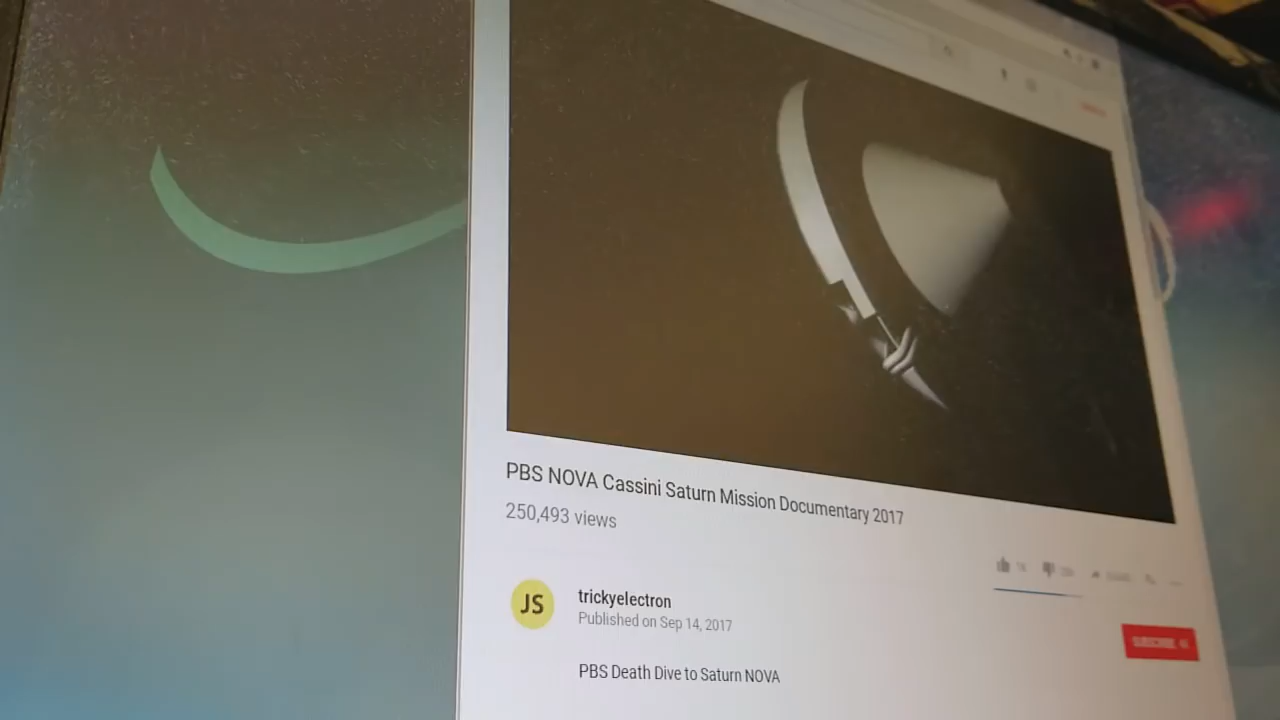 PBS NOVA Cassini Saturn Mission Documentary 2017
250,493 views
JS
trickyelectron
Published on Sep 14, 2017
SUBSCRIBE
PBS Death Dive to Saturn NOVA